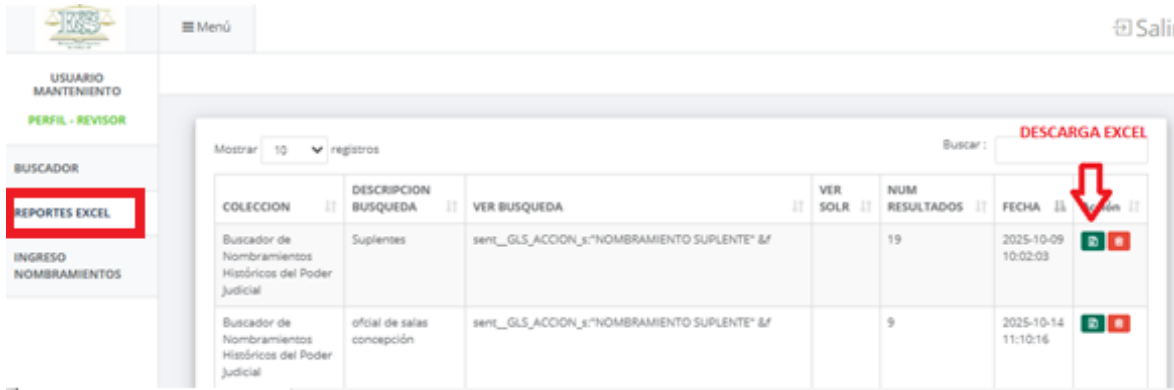 Menú
Salir
USUARIO
MANTENIENTO
PERFIL - REVISOR
BUSCADOR
REPORTES EXCEL
INGRESO
NOMBRAMIENTOS
DESCARGA EXCEL
Mostrar 10 registros
Buscar :
COLECCION
DESCRIPCION
BUSQUEDA
VER BUSQUEDA
VER
SOLR
NUM
RESULTADOS
FECHA
Acción
Buscador de
Nombramientos
Históricos del Poder
Judicial
Suplentes
sent__GLS_ACCION_s:"NOMBRAMIENTO SUPLENTE" &f
19
2025-10-09
10:02:03
Buscador de
Nombramientos
Históricos del Poder
Judicial
ofcial de salas
concepción
sent__GLS_ACCION_s:"NOMBRAMIENTO SUPLENTE" &f
9
2025-10-14
11:10:16